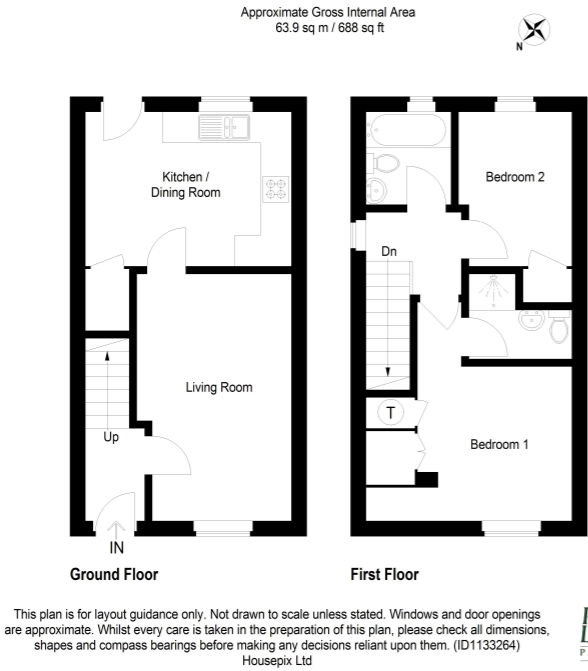 Approximate Gross Internal Area
63.9 sq m / 688 sq ft
N
Kitchen /
Dining Room
Living Room
Up
IN
Ground Floor
Bedroom 2
Dn
T
Bedroom 1
First Floor
This plan is for layout guidance only. Not drawn to scale unless stated. Windows and door openings
are approximate. Whilst every care is taken in the preparation of this plan, please check all dimensions,
shapes and compass bearings before making any decisions reliant upon them. (ID1133264)
Housepix Ltd